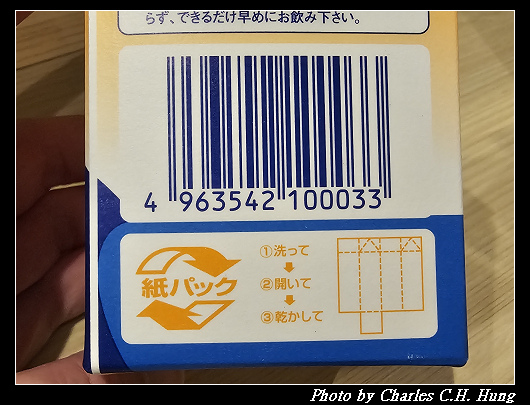 らず、できるだけ早めにお飲み下さい。
4 963542 100033
紙パック
①洗って
②開いて
③乾かして
Photo by Charles C.H. Hung